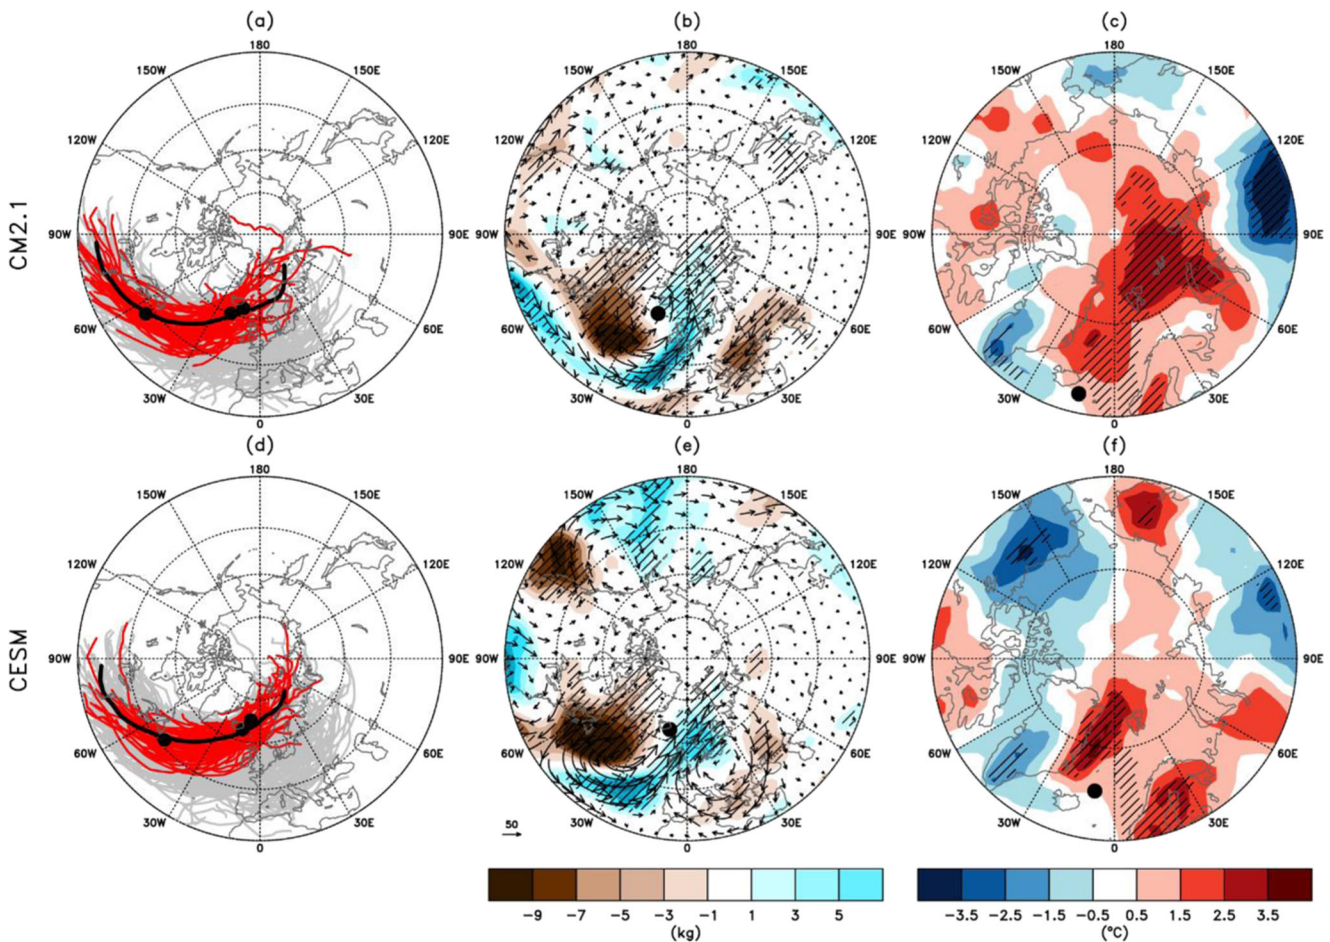 (a) (b) (c)
CM2.1
180 180 180
150W 150E 150W 150E 150W 150E
120W 120E 120W 120E 120W 120E
90W 90E 90W 90E 90W 90E
60W 60E 60W 60E 60W 60E
30W 30E 30W 30E 30W 30E
0 0 0
(d) (e) (f)
CESM
180 180 180
150W 150E 150W 150E 150W 150E
120W 120E 120W 120E 120W 120E
90W 90E 90W 90E 90W 90E
60W 60E 60W 60E 60W 60E
30W 30E 50 30W 30E 30W 30E
0 0 0
-9 -7 -5 -3 -1 1 3 5 -3.5 -2.5 -1.5 -0.5 0.5 1.5 2.5 3.5
(kg) (°C)